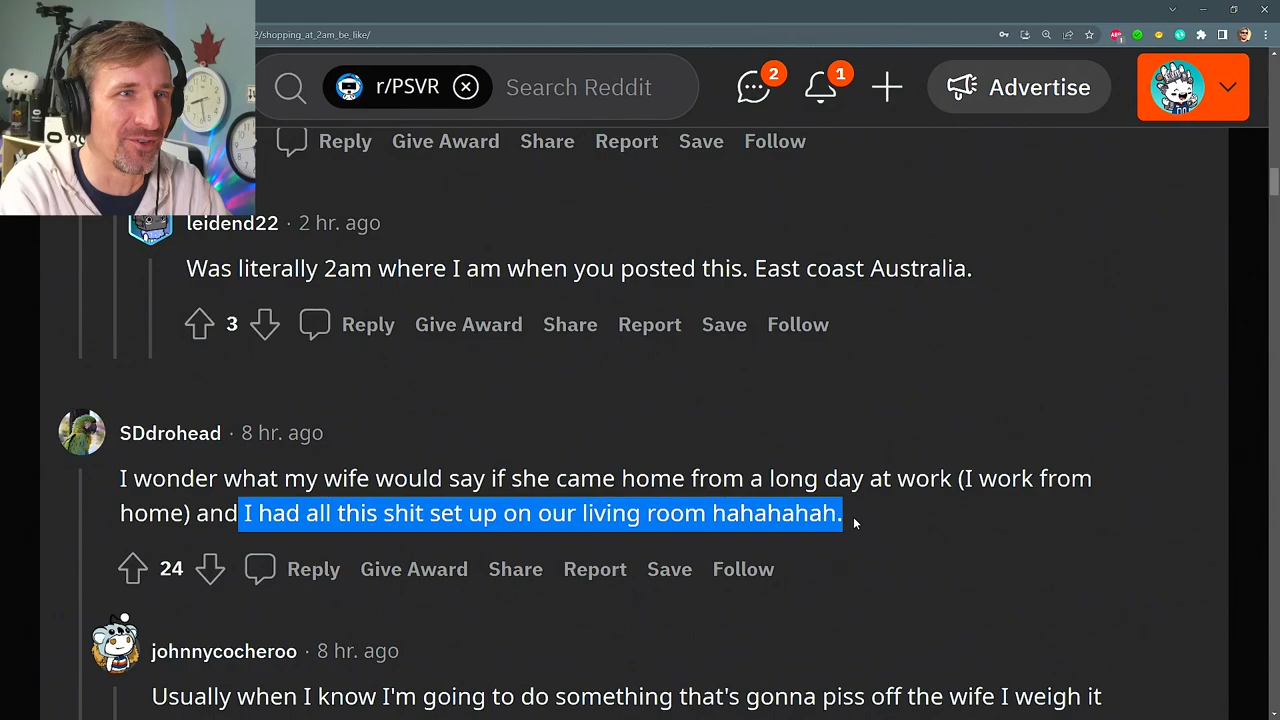 2/shopping_at_2am_be_like/
r/PSVR
Search Reddit
2
1
Advertise
Reply Give Award Share Report Save Follow
leidend22 · 2 hr. ago
Was literally 2am where I am when you posted this. East coast Australia.
3 Reply Give Award Share Report Save Follow
SDdrohead · 8 hr. ago
I wonder what my wife would say if she came home from a long day at work (I work from
home) and I had all this shit set up on our living room hahahahah.
24 Reply Give Award Share Report Save Follow
johnnycocheroo · 8 hr. ago
Usually when I know I'm going to do something that's gonna piss off the wife I weigh it